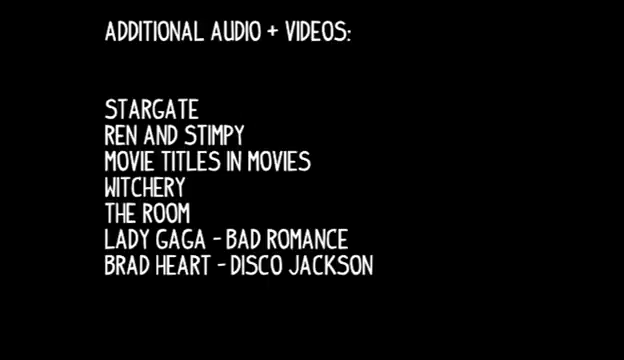 ADDITIONAL AUDIO + VIDEOS:
STARGATE
REN AND STIMPY
MOVIE TITLES IN MOVIES
WITCHERY
THE ROOM
LADY GAGA - BAD ROMANCE
BRAD HEART - DISCO JACKSON